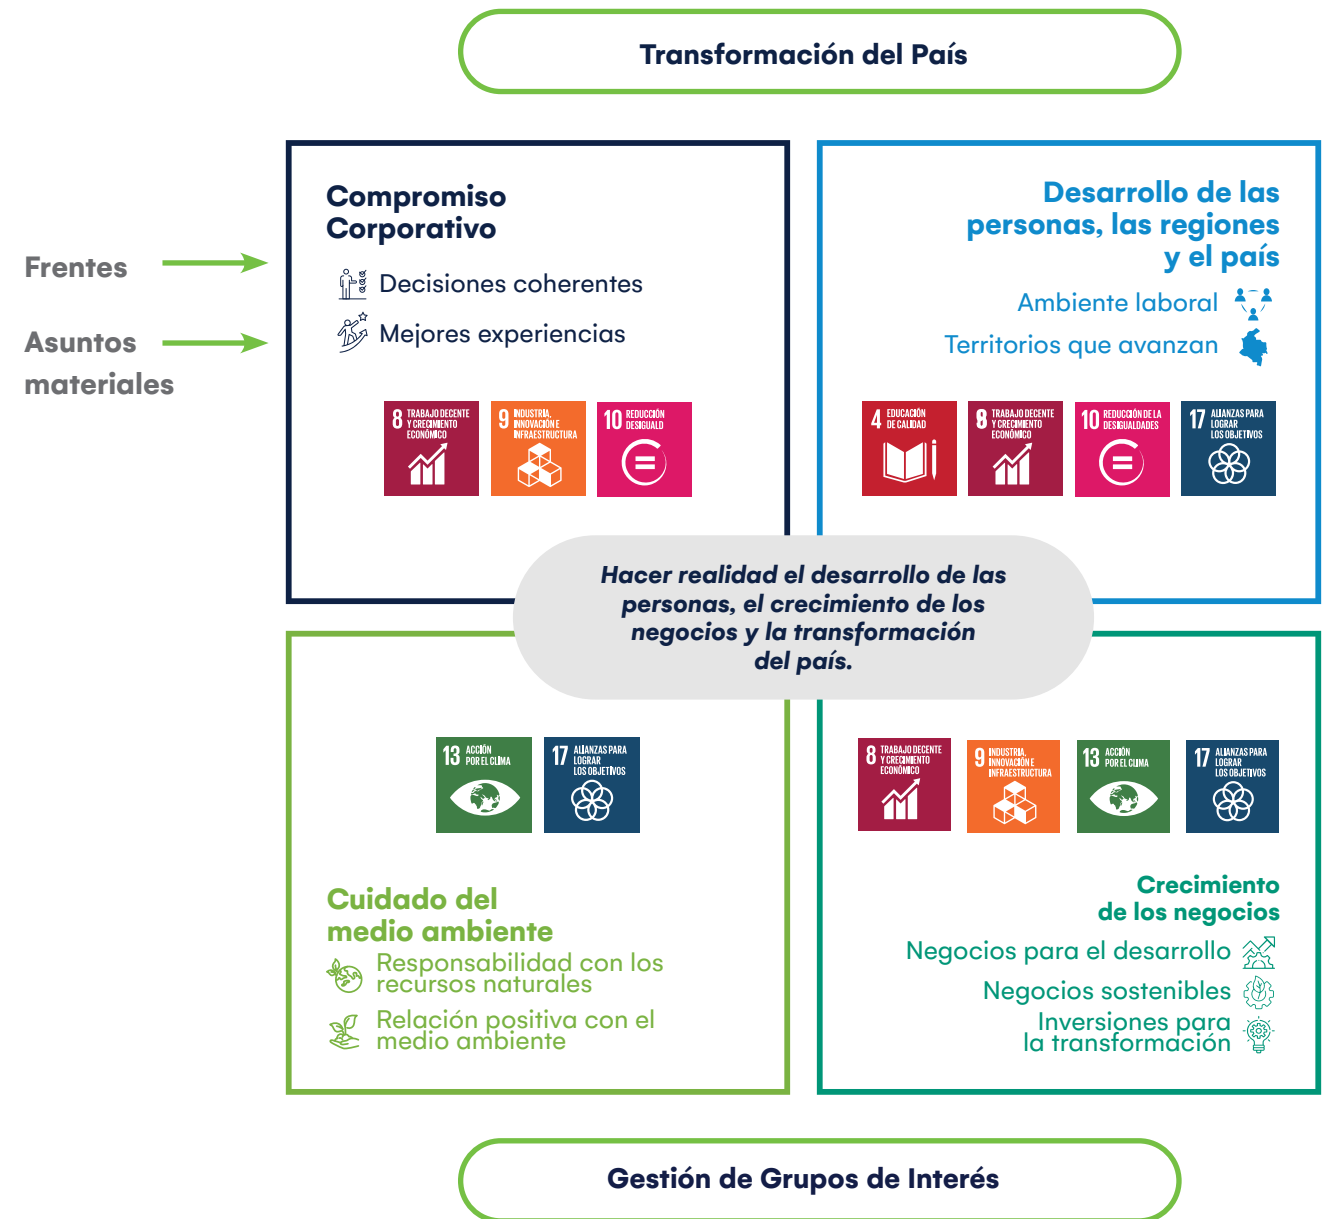 Transformación del País
Frentes
Asuntos
materiales
Compromiso
Corporativo
Decisiones coherentes
Mejores experiencias
8 TRABAJO DECENTE
Y CRECIMIENTO
ECONÓMICO
9 INDUSTRIA,
INNOVACIÓN E
INFRAESTRUCTURA
10 REDUCCIÓN
DESIGUALD
Desarrollo de las
personas, las regiones
y el país
Ambiente laboral
Territorios que avanzan
4 EDUCACIÓN
DE CALIDAD
8 TRABAJO DECENTE
Y CRECIMIENTO
ECONÓMICO
10 REDUCCIÓN DE LA
DESIGUALDADES
17 ALIANZAS PARA
LOGRAR
LOS OBJETIVOS
Hacer realidad el desarrollo de las
personas, el crecimiento de los
negocios y la transformación
del país.
13 ACCIÓN
POR EL CLIMA
17 ALIANZAS PARA
LOGRAR
LOS OBJETIVOS
Cuidado del
medio ambiente
Responsabilidad con los
recursos naturales
Relación positiva con el
medio ambiente
8 TRABAJO DECENTE
Y CRECIMIENTO
ECONÓMICO
9 INDUSTRIA,
INNOVACIÓN E
INFRAESTRUCTURA
13 ACCIÓN
POR EL CLIMA
17 ALIANZAS PARA
LOGRAR
LOS OBJETIVOS
Crecimiento
de los negocios
Negocios para el desarrollo
Negocios sostenibles
Inversiones para
la transformación
Gestión de Grupos de Interés